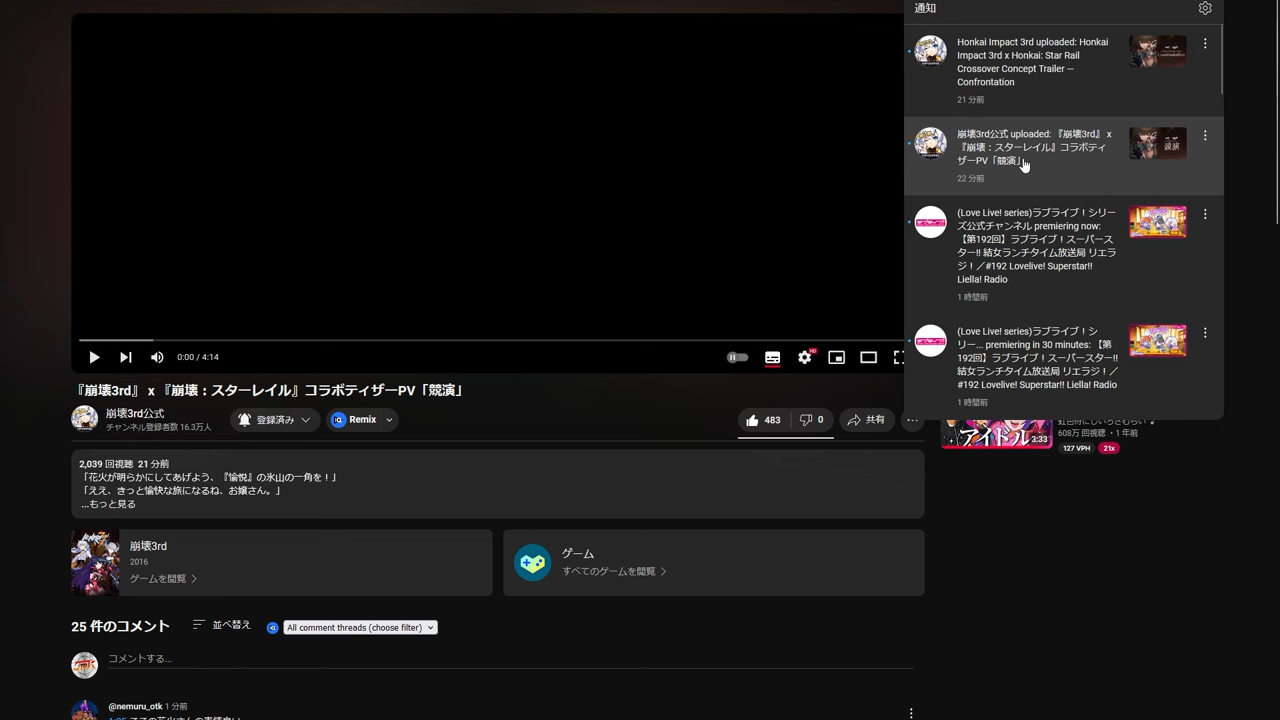 通知
Honkai Impact 3rd uploaded: Honkai
Impact 3rd x Honkai: Star Rail
Crossover Concept Trailer —
Confrontation
21 分前
崩壊3rd公式 uploaded: 『崩壊3rd』 x
『崩壊：スターレイル』コラボティ
ザーPV「競演」
22 分前
競演
(Love Live! series)ラブライブ！シリー
ズ公式チャンネル premiering now:
【第192回】ラブライブ！スーパース
ター!! 結女ランチタイム放送局 リエラ
ジ！／#192 Lovelive! Superstar!!
Liella! Radio
1 時間前
(Love Live! series)ラブライブ！シ
リー... premiering in 30 minutes: 【第
192回】ラブライブ！スーパースター!!
結女ランチタイム放送局 リエラジ！／
#192 Lovelive! Superstar!! Liella! Radio
1 時間前
0:00 / 4:14
HD
『崩壊3rd』 x 『崩壊：スターレイル』コラボティザーPV「競演」
崩壊3rd公式
チャンネル登録者数 16.3万人
登録済み
Remix
483
0
共有
アイドル
3:33
608万 回視聴 • 1 年前
127 VPH
21x
2,039 回視聴 21 分前
「花火が明らかにしてあげよう、『愉悦』の氷山の一角を！」
「ええ、きっと愉快な旅になるね、お嬢さん。」
...もっと見る
崩壊3rd
2016
ゲームを閲覧
ゲーム
すべてのゲームを閲覧
25 件のコメント
並べ替え
All comment threads (choose filter)
コメントする...
@nemuru_otk 1 分前